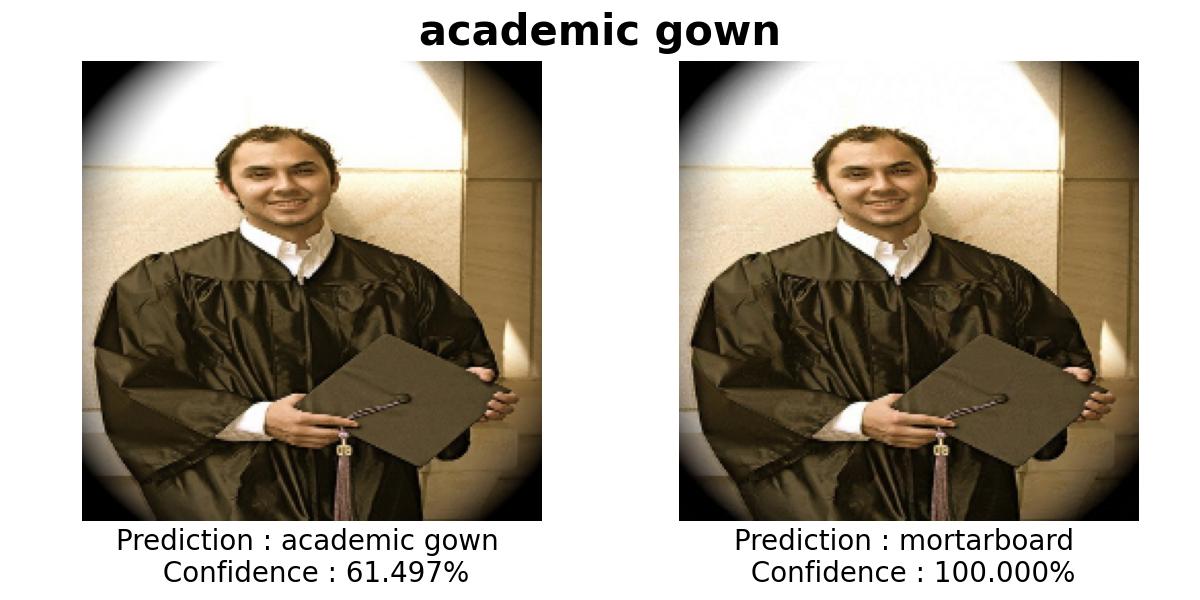 academic gown
Prediction : academic gown
Confidence : 61.497%
Prediction : mortarboard
Confidence : 100.000%